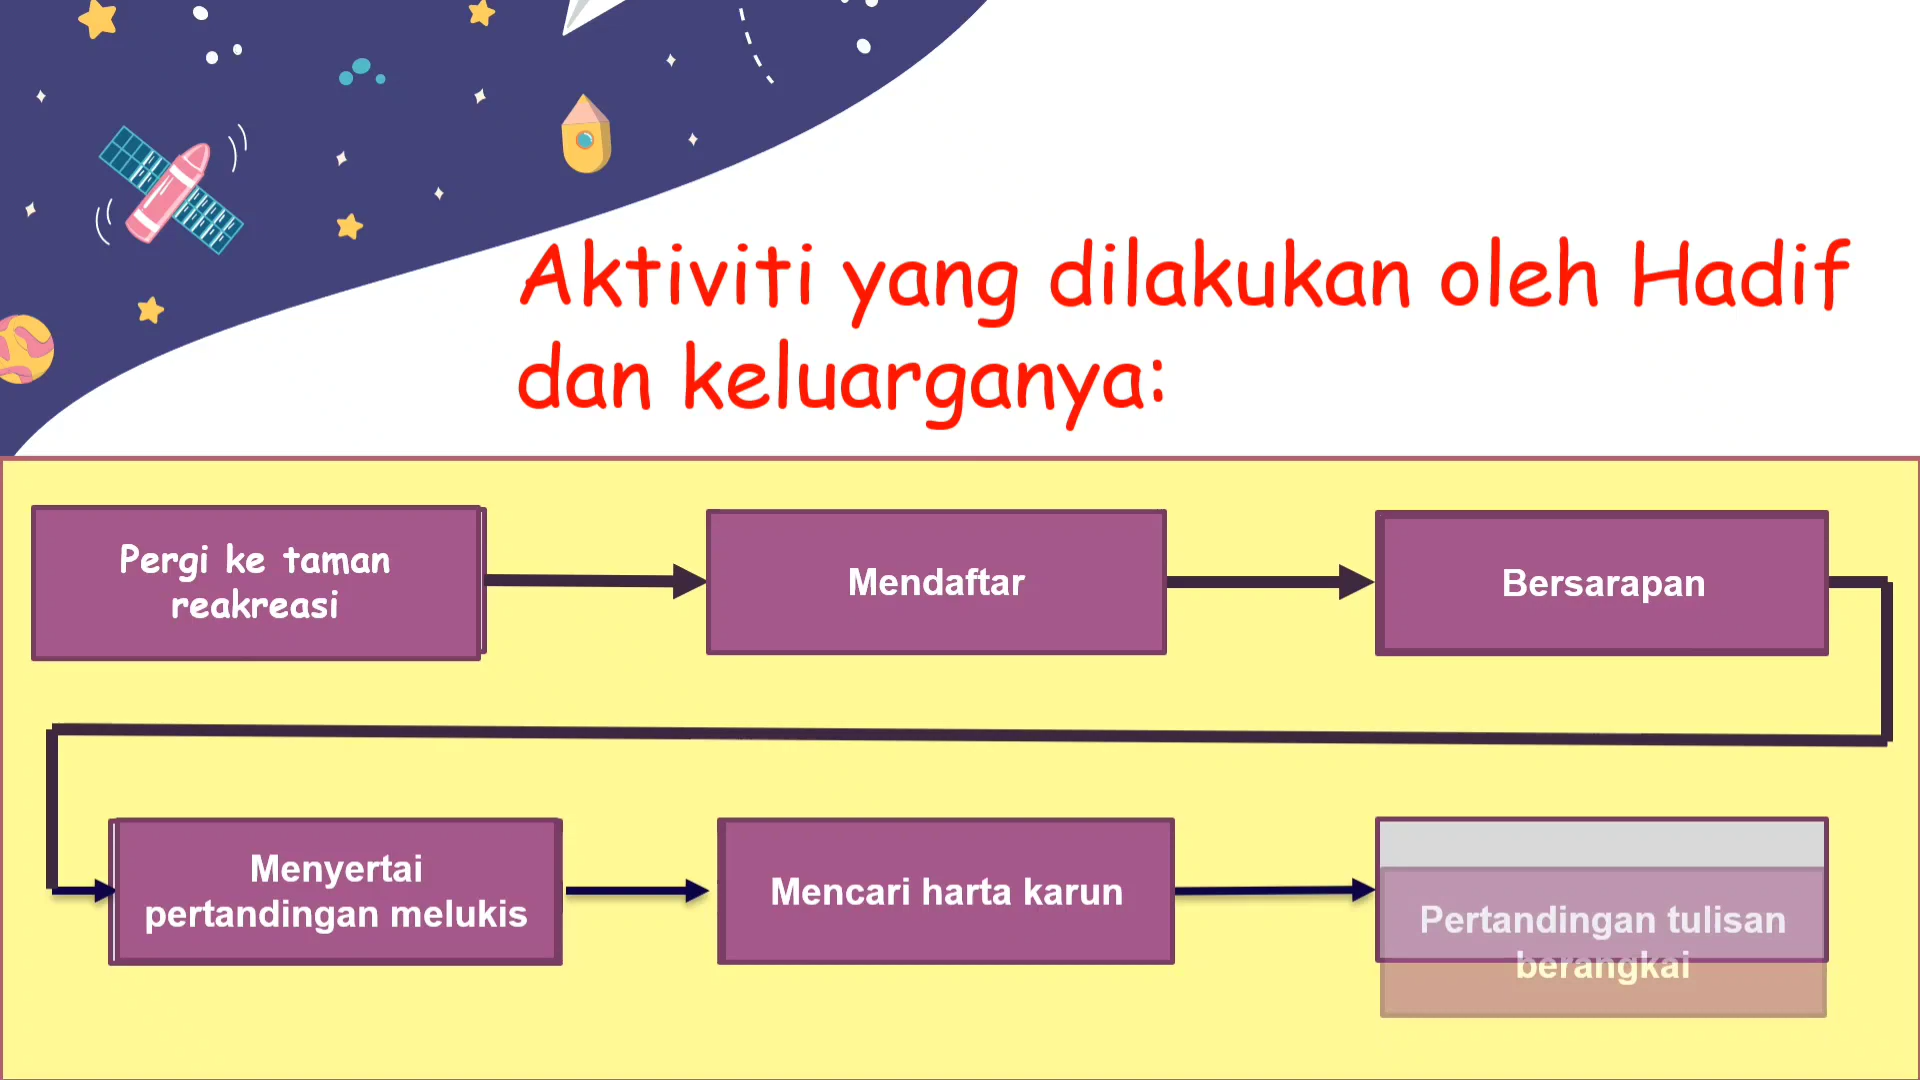 Aktiviti yang dilakukan oleh Hadif
dan keluarganya:
Pergi ke taman
reakreasi
Mendaftar
Bersarapan
Menyertai
pertandingan melukis
Mencari harta karun
Pertandingan tulisan
berangkai